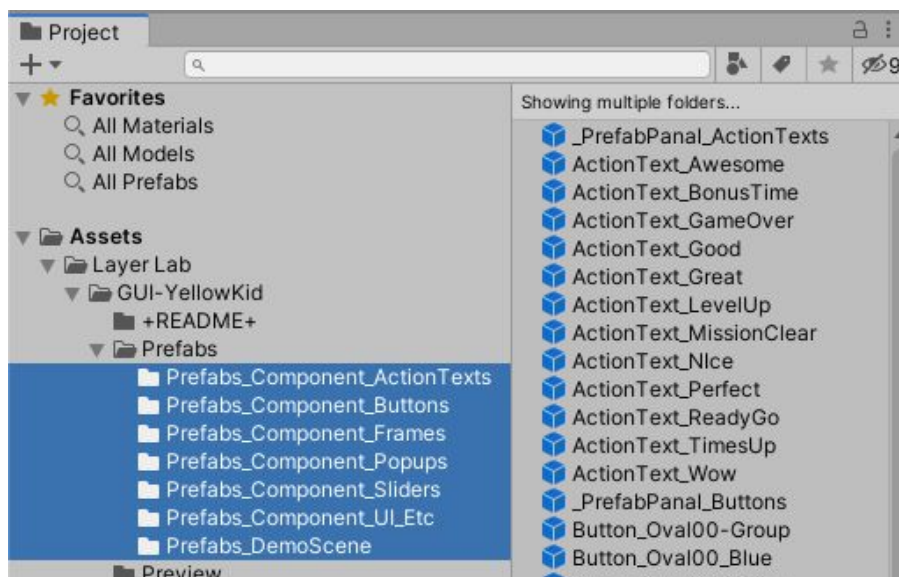 Project
9
Favorites
All Materials
All Models
All Prefabs
Assets
Layer Lab
GUI-YellowKid
+README+
Prefabs
Prefabs_Component_ActionTexts
Prefabs_Component_Buttons
Prefabs_Component_Frames
Prefabs_Component_Popups
Prefabs_Component_Sliders
Prefabs_Component_UI_Etc
Prefabs_DemoScene
Preview
Showing multiple folders...
_PrefabPanal_ActionTexts
ActionText_Awesome
ActionText_BonusTime
ActionText_GameOver
ActionText_Good
ActionText_Great
ActionText_LevelUp
ActionText_MissionClear
ActionText_NIce
ActionText_Perfect
ActionText_ReadyGo
ActionText_TimesUp
ActionText_Wow
_PrefabPanal_Buttons
Button_Oval00-Group
Button_Oval00_Blue